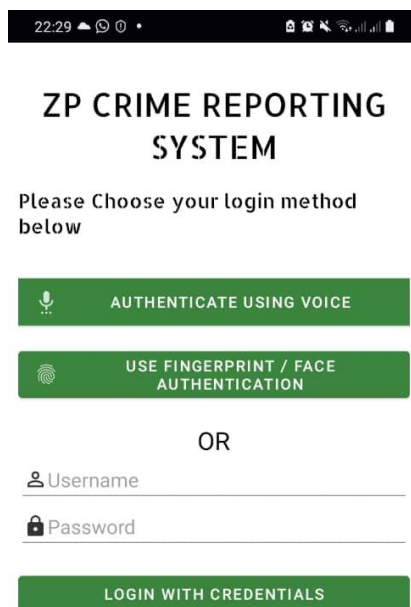 22:29
ZP CRIME REPORTING
SYSTEM
Please Choose your login method
below
AUTHENTICATE USING VOICE
USE FINGERPRINT / FACE
AUTHENTICATION
OR
Username
Password
LOGIN WITH CREDENTIALS